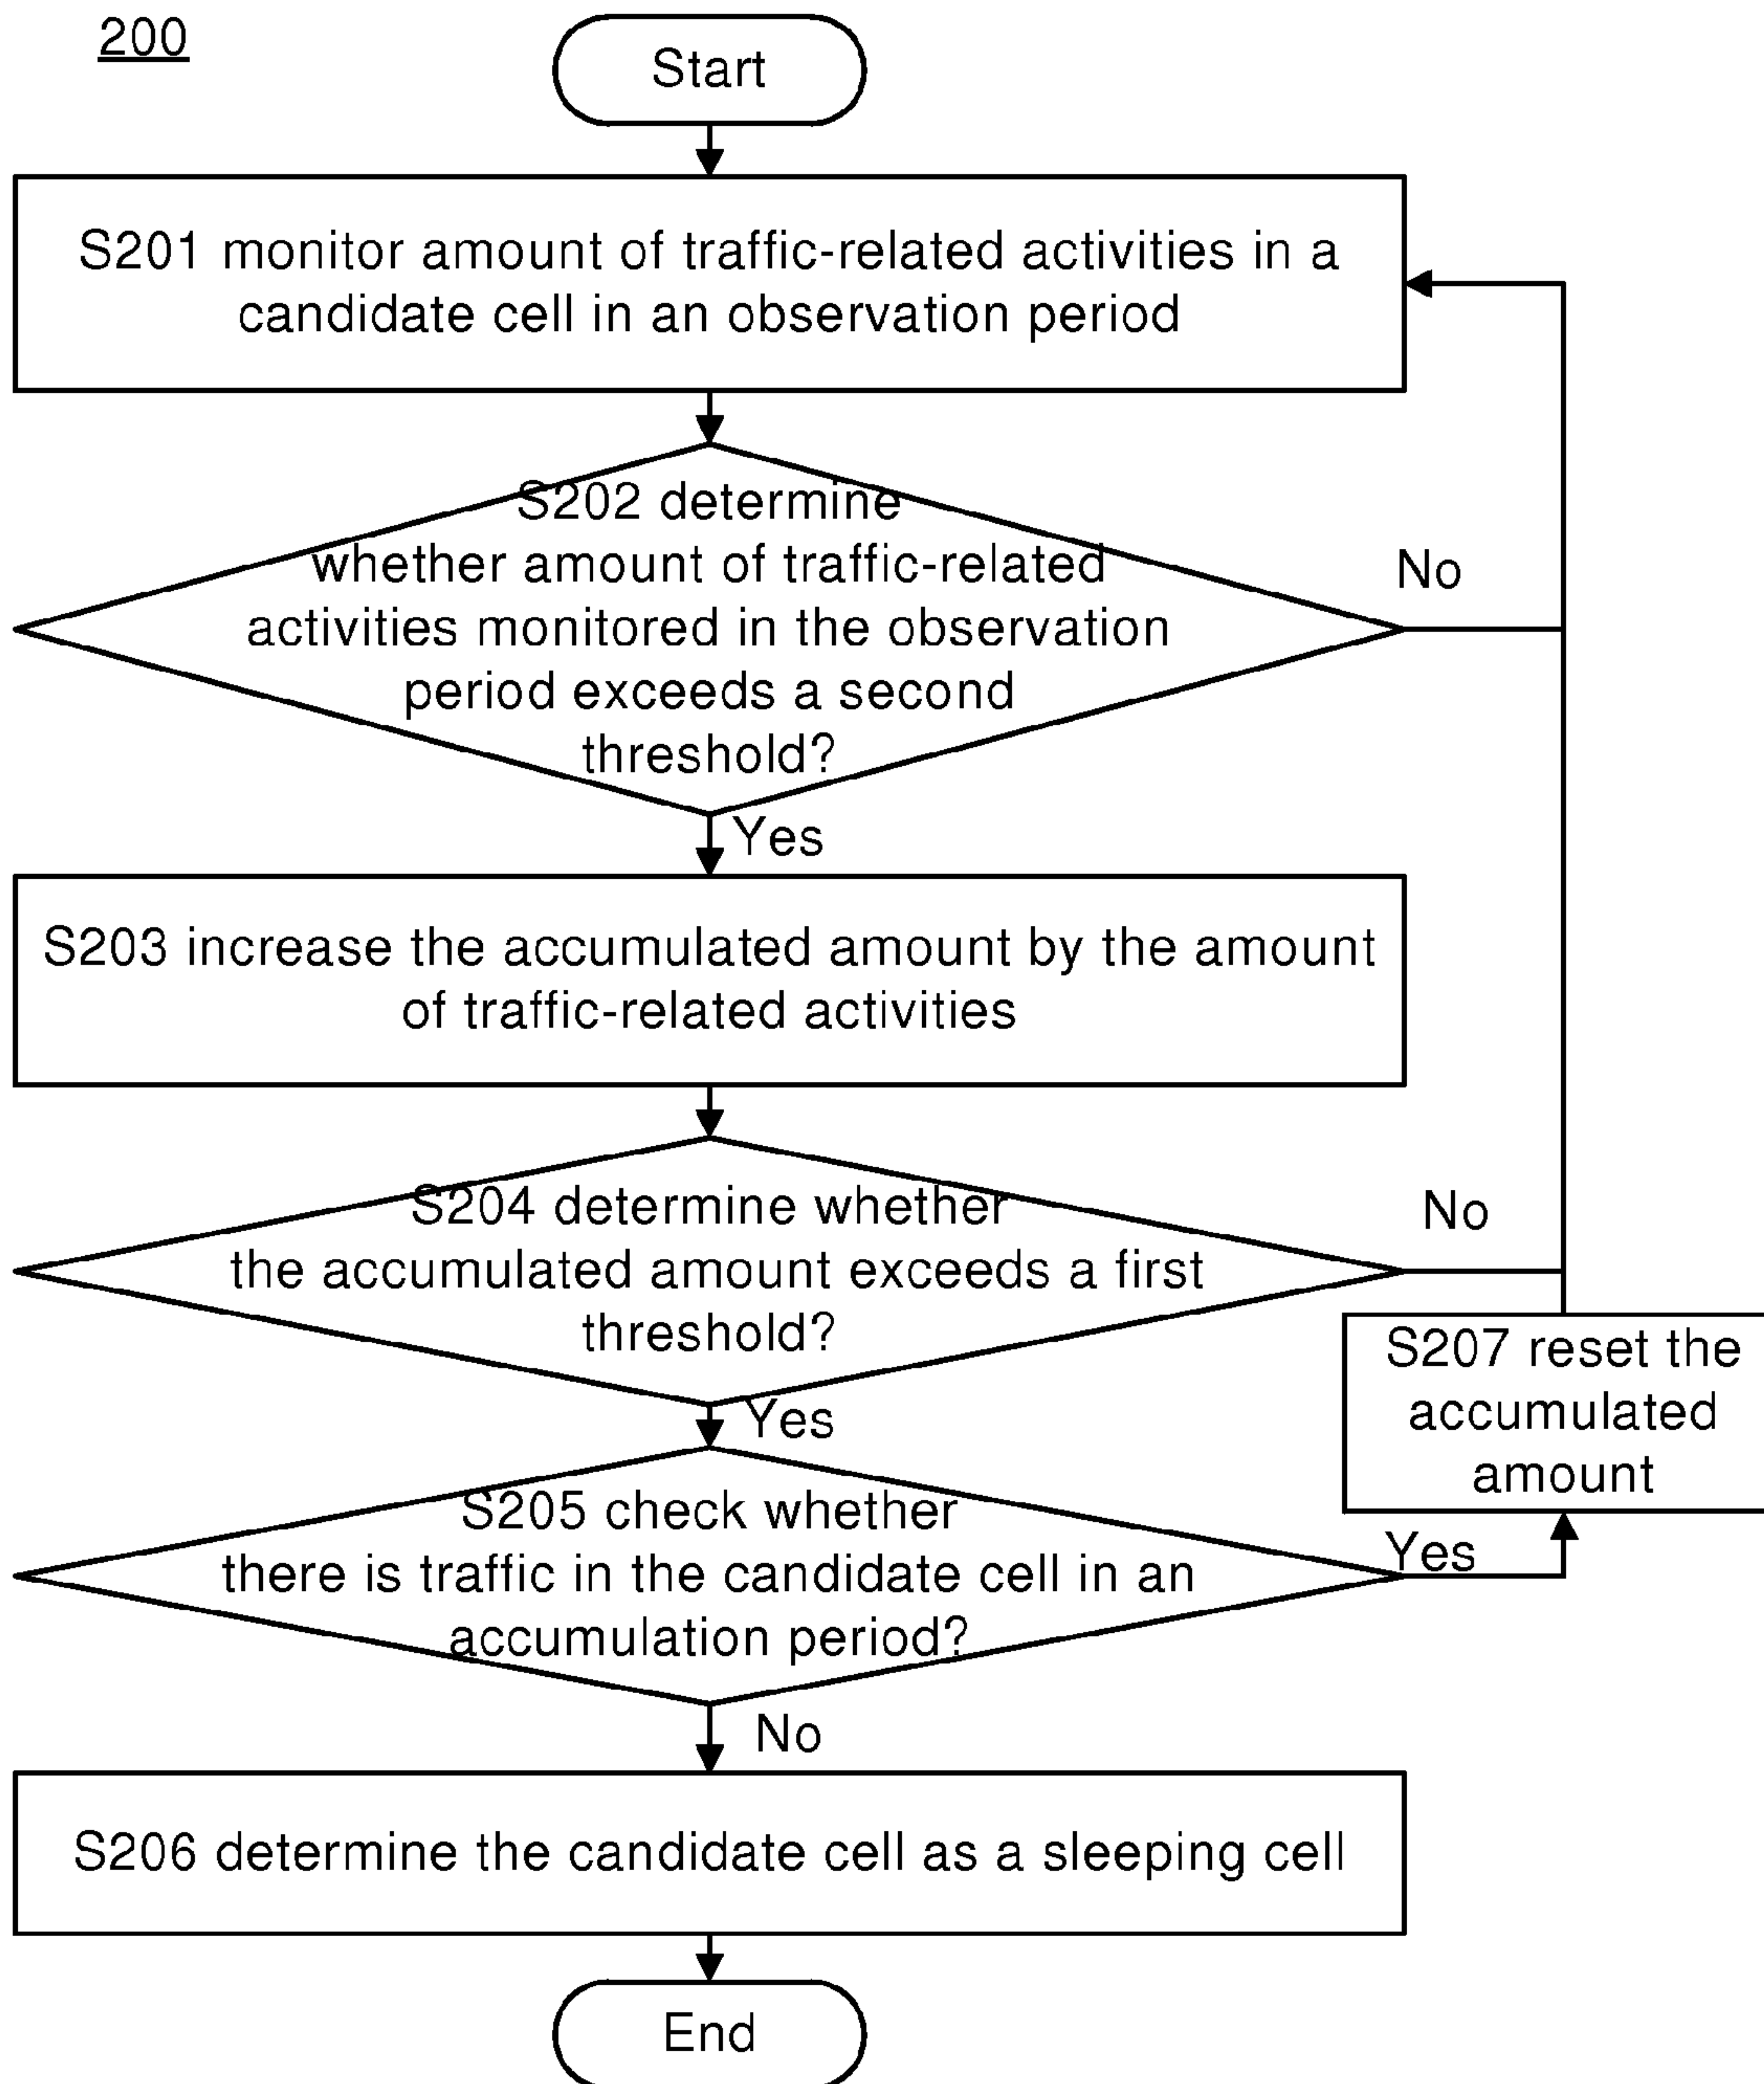 200
Start
S201 monitor amount of traffic-related activities in a
candidate cell in an observation period
S202 determine
whether amount of traffic-related
activities monitored in the observation
period exceeds a second
threshold?
No
Yes
S203 increase the accumulated amount by the amount
of traffic-related activities
S204 determine whether
the accumulated amount exceeds a first
threshold?
No
Yes
S207 reset the
accumulated
amount
S205 check whether
there is traffic in the candidate cell in an
accumulation period?
Yes
No
S206 determine the candidate cell as a sleeping cell
End